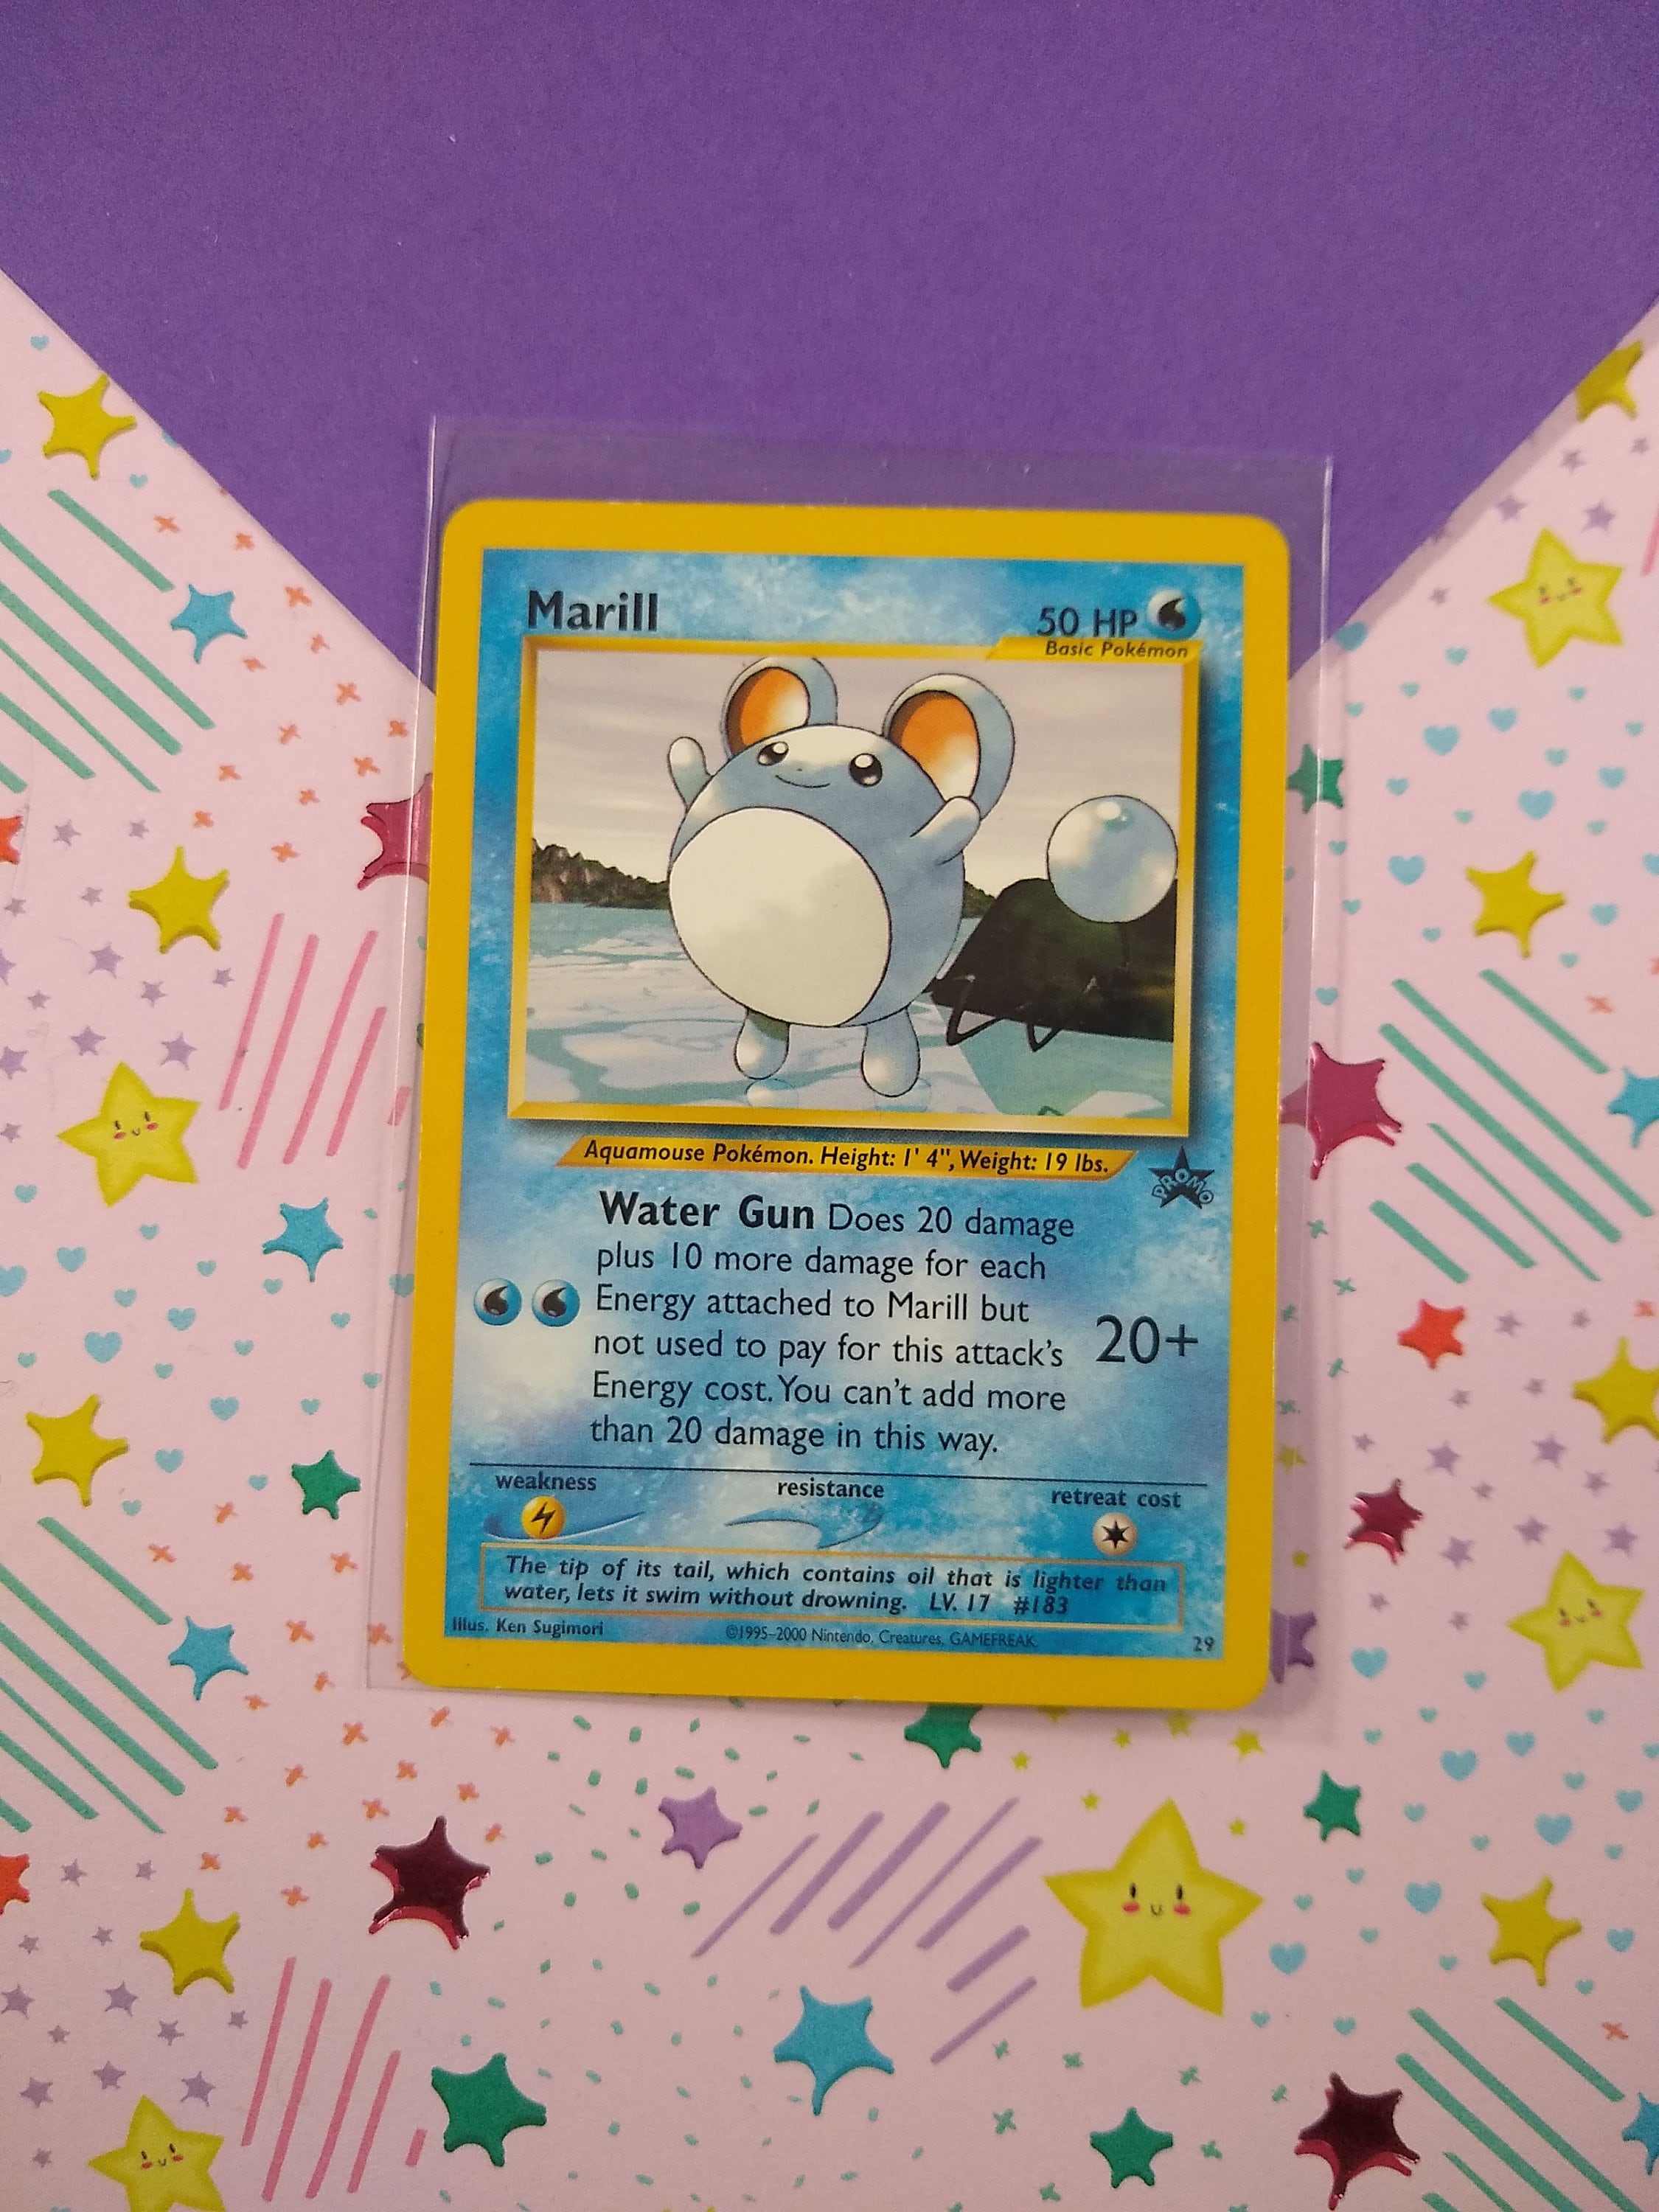 Marill
50 HP
Basic Pokémon
Aquamouse Pokémon. Height: 1' 4", Weight: 19 lbs.
PROMO
Water Gun Does 20 damage
plus 10 more damage for each
Energy attached to Marill but
not used to pay for this attack's
Energy cost. You can't add more
than 20 damage in this way.
20+
weakness
resistance
retreat cost
The tip of its tail, which contains oil that is lighter than
water, lets it swim without drowning. LV. 17 #183
Illus. Ken Sugimori
©1995–2000 Nintendo, Creatures, GAMEFREAK.
29